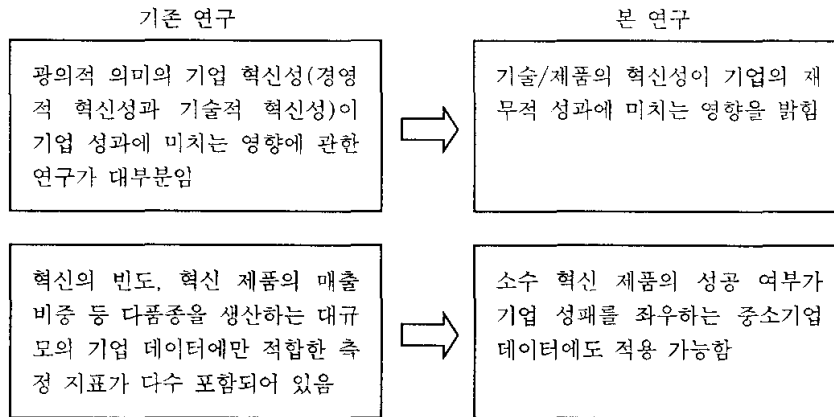 기존 연구
본 연구
광의적 의미의 기업 혁신성(경영
적 혁신성과 기술적 혁신성)이
기업 성과에 미치는 영향에 관한
연구가 대부분임
기술/제품의 혁신성이 기업의 재
무적 성과에 미치는 영향을 밝힘
혁신의 빈도, 혁신 제품의 매출
비중 등 다품종을 생산하는 대규
모의 기업 데이터에만 적합한 측
정 지표가 다수 포함되어 있음
소수 혁신 제품의 성공 여부가
기업 성패를 좌우하는 중소기업
데이터에도 적용 가능함